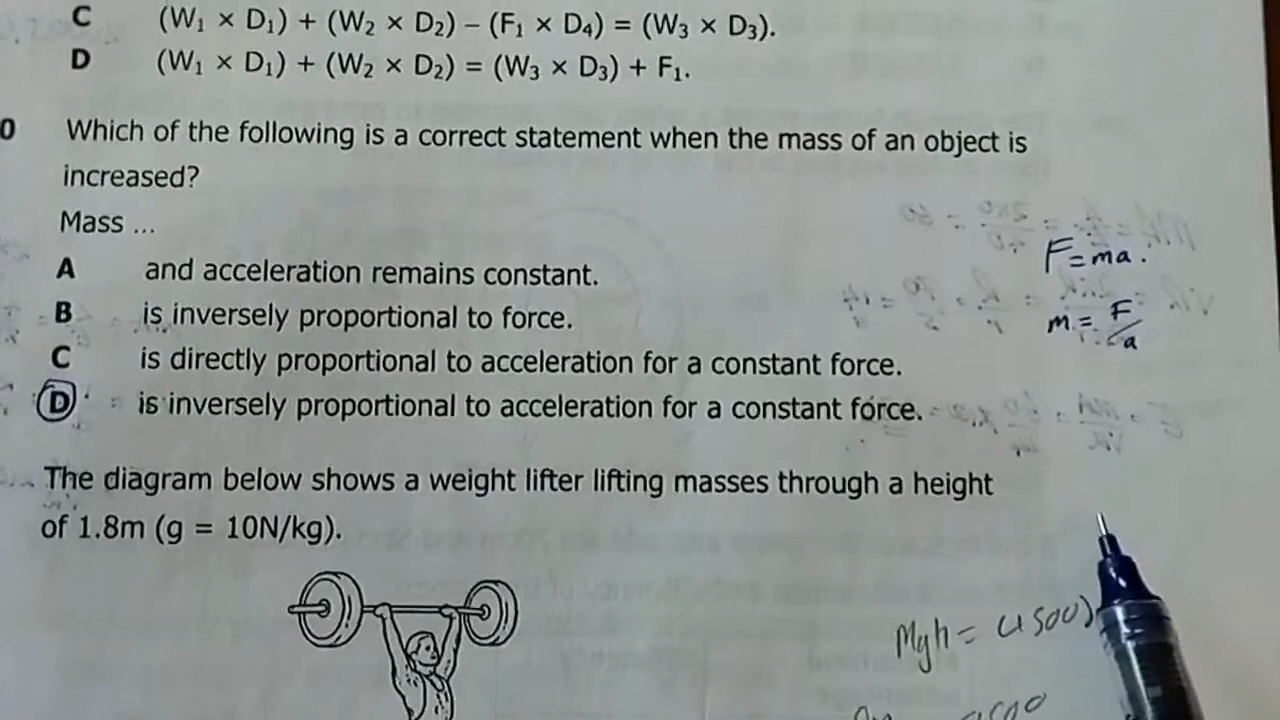 C (W₁ × D₁) + (W₂ × D₂) – (F₁ × D₄) = (W₃ × D₃).
D (W₁ × D₁) + (W₂ × D₂) = (W₃ × D₃) + F₁.
0 Which of the following is a correct statement when the mass of an object is
increased?
Mass ...
A and acceleration remains constant.
F=ma.
B is inversely proportional to force.
m = F/a
C is directly proportional to acceleration for a constant force.
D is inversely proportional to acceleration for a constant force.
The diagram below shows a weight lifter lifting masses through a height
of 1.8m (g = 10N/kg).
Mgh =